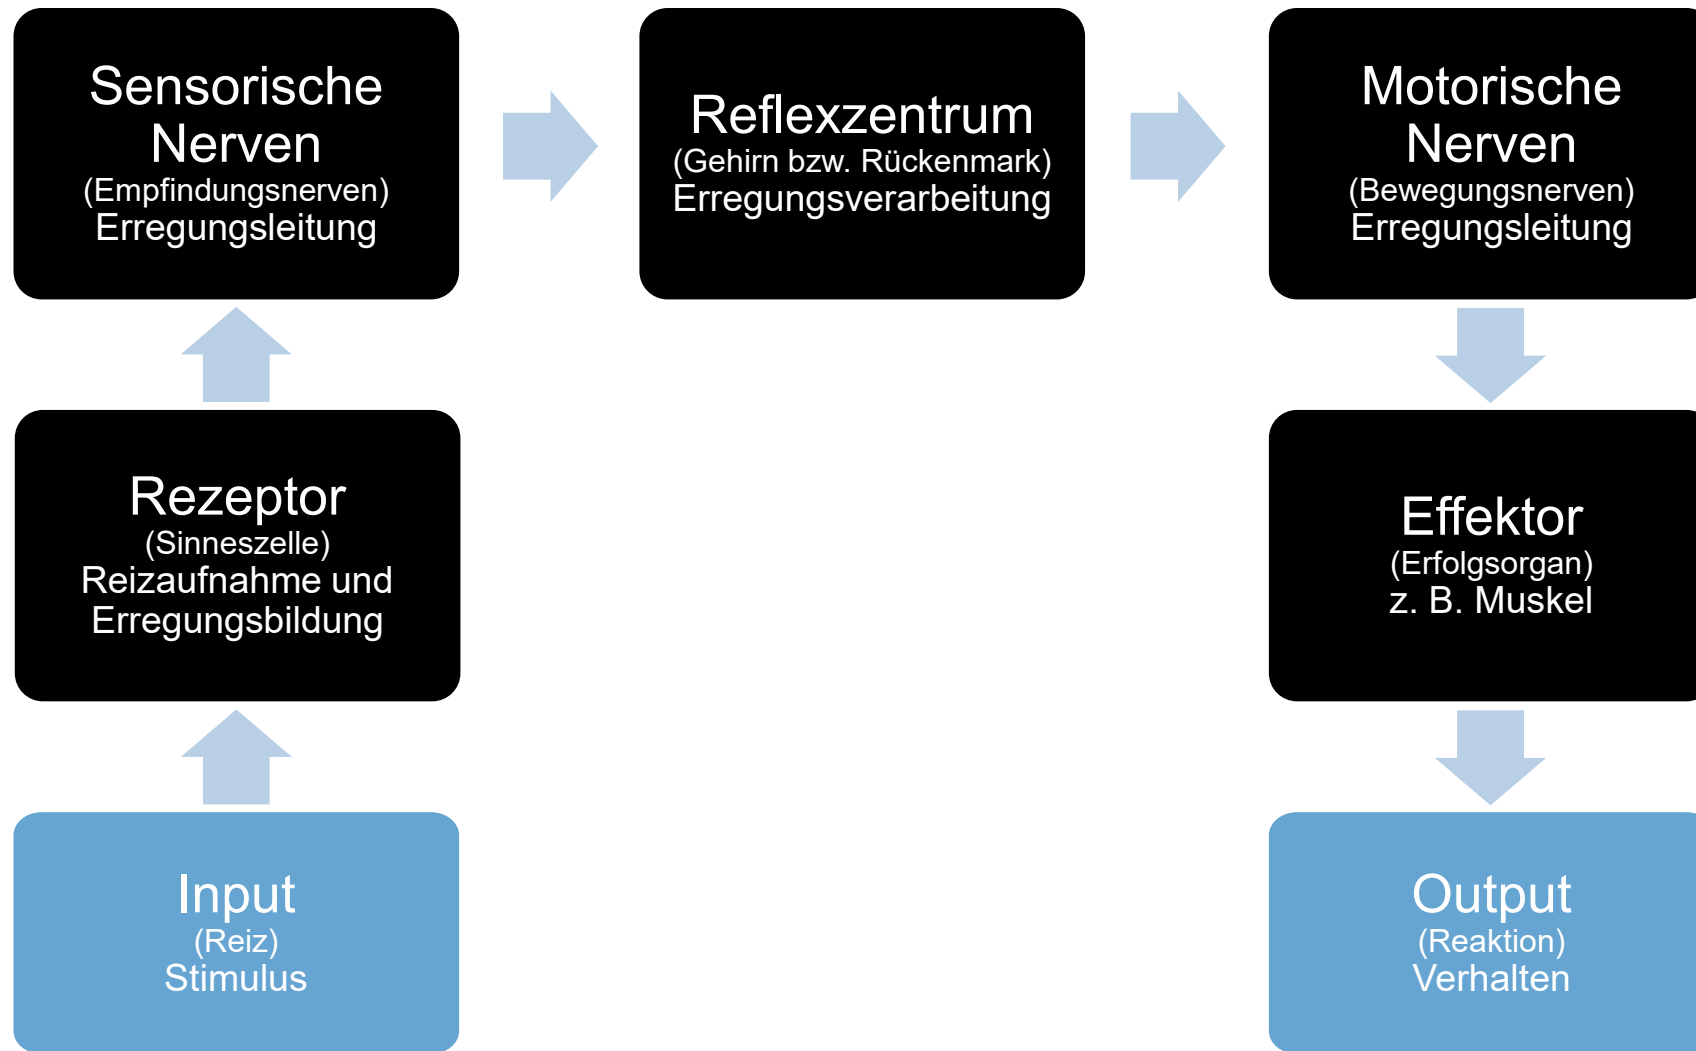 Sensorische
Nerven
(Empfindungsnerven)
Erregungsleitung
Reflexzentrum
(Gehirn bzw. Rückenmark)
Erregungsverarbeitung
Motorische
Nerven
(Bewegungsnerven)
Erregungsleitung
Rezeptor
(Sinneszelle)
Reizaufnahme und
Erregungsbildung
Effektor
(Erfolgsorgan)
z. B. Muskel
Input
(Reiz)
Stimulus
Output
(Reaktion)
Verhalten